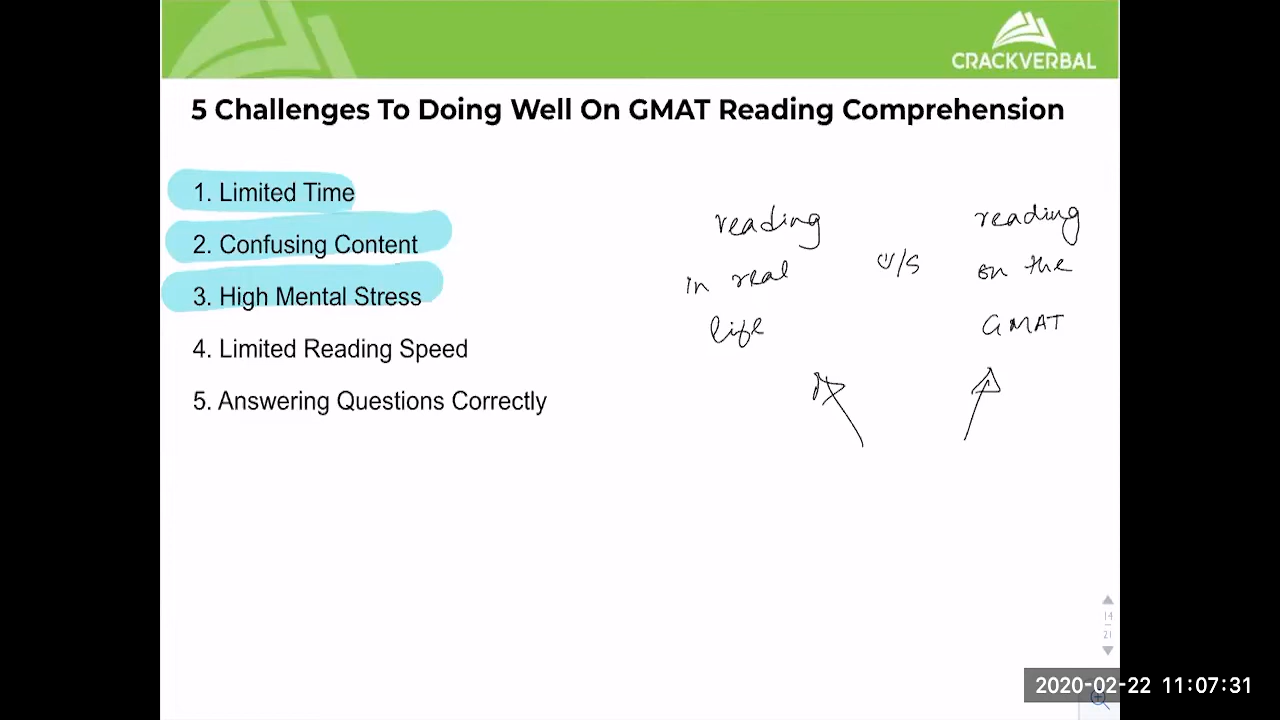 CRACKVERBAL
5 Challenges To Doing Well On GMAT Reading Comprehension
1. Limited Time
2. Confusing Content
3. High Mental Stress
4. Limited Reading Speed
5. Answering Questions Correctly
reading
in real
life
v/s
reading
on the
GMAT
14
21
2020-02-22 11:07:31